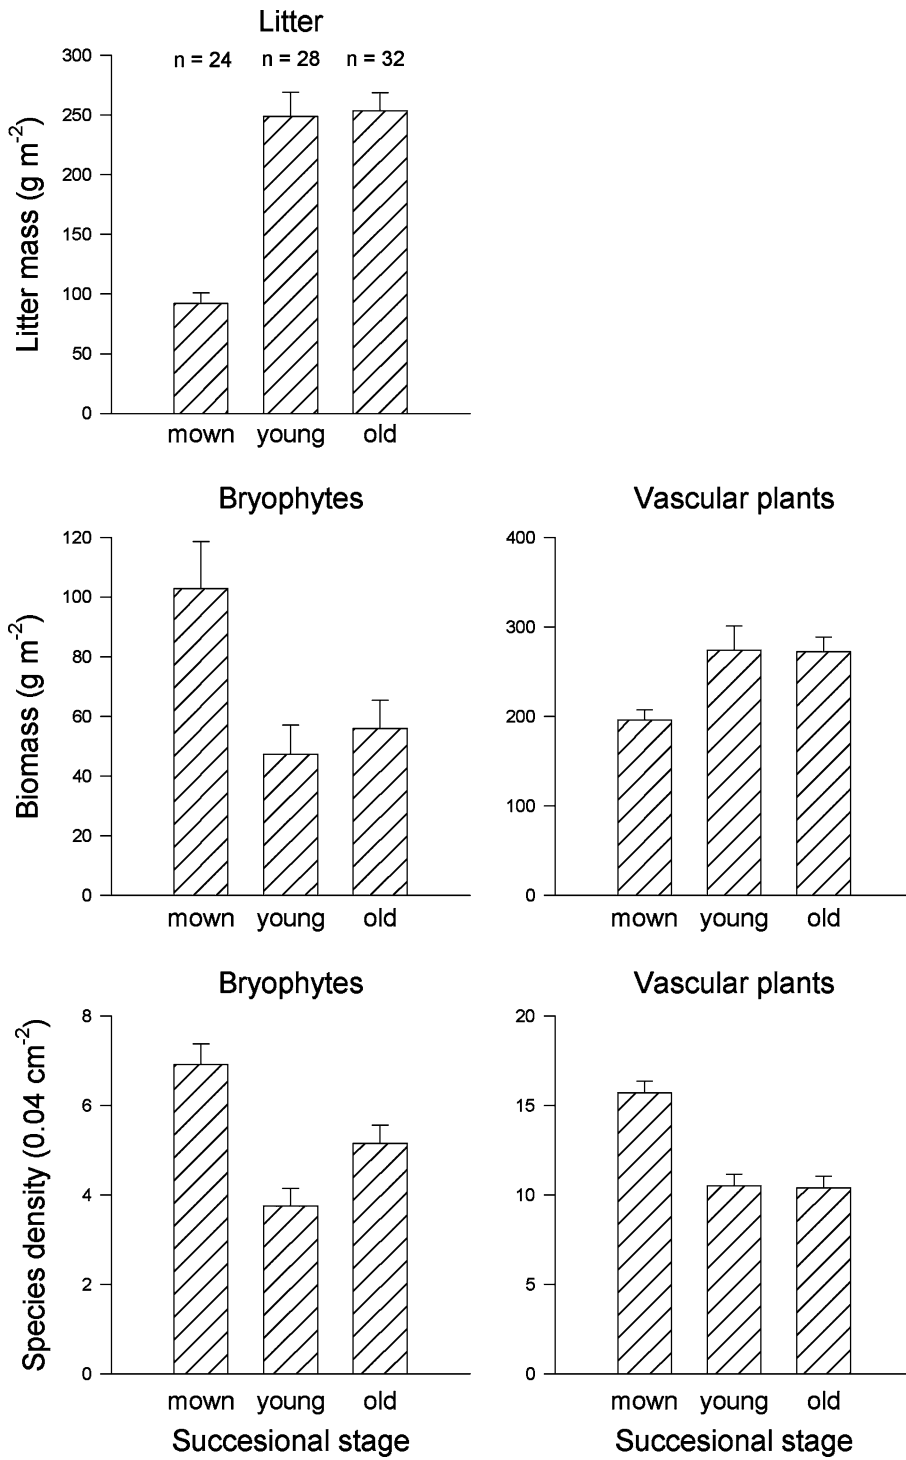 Litter
n = 24 n = 28 n = 32
Litter mass (g m-2)
300
250
200
150
100
50
0
mown young old
Bryophytes
Biomass (g m-2)
120
100
80
60
40
20
0
mown young old
Vascular plants
400
300
200
100
0
mown young old
Bryophytes
Species density (0.04 cm-2)
8
6
4
2
0
mown young old
Succesional stage
Vascular plants
20
15
10
5
0
mown young old
Succesional stage